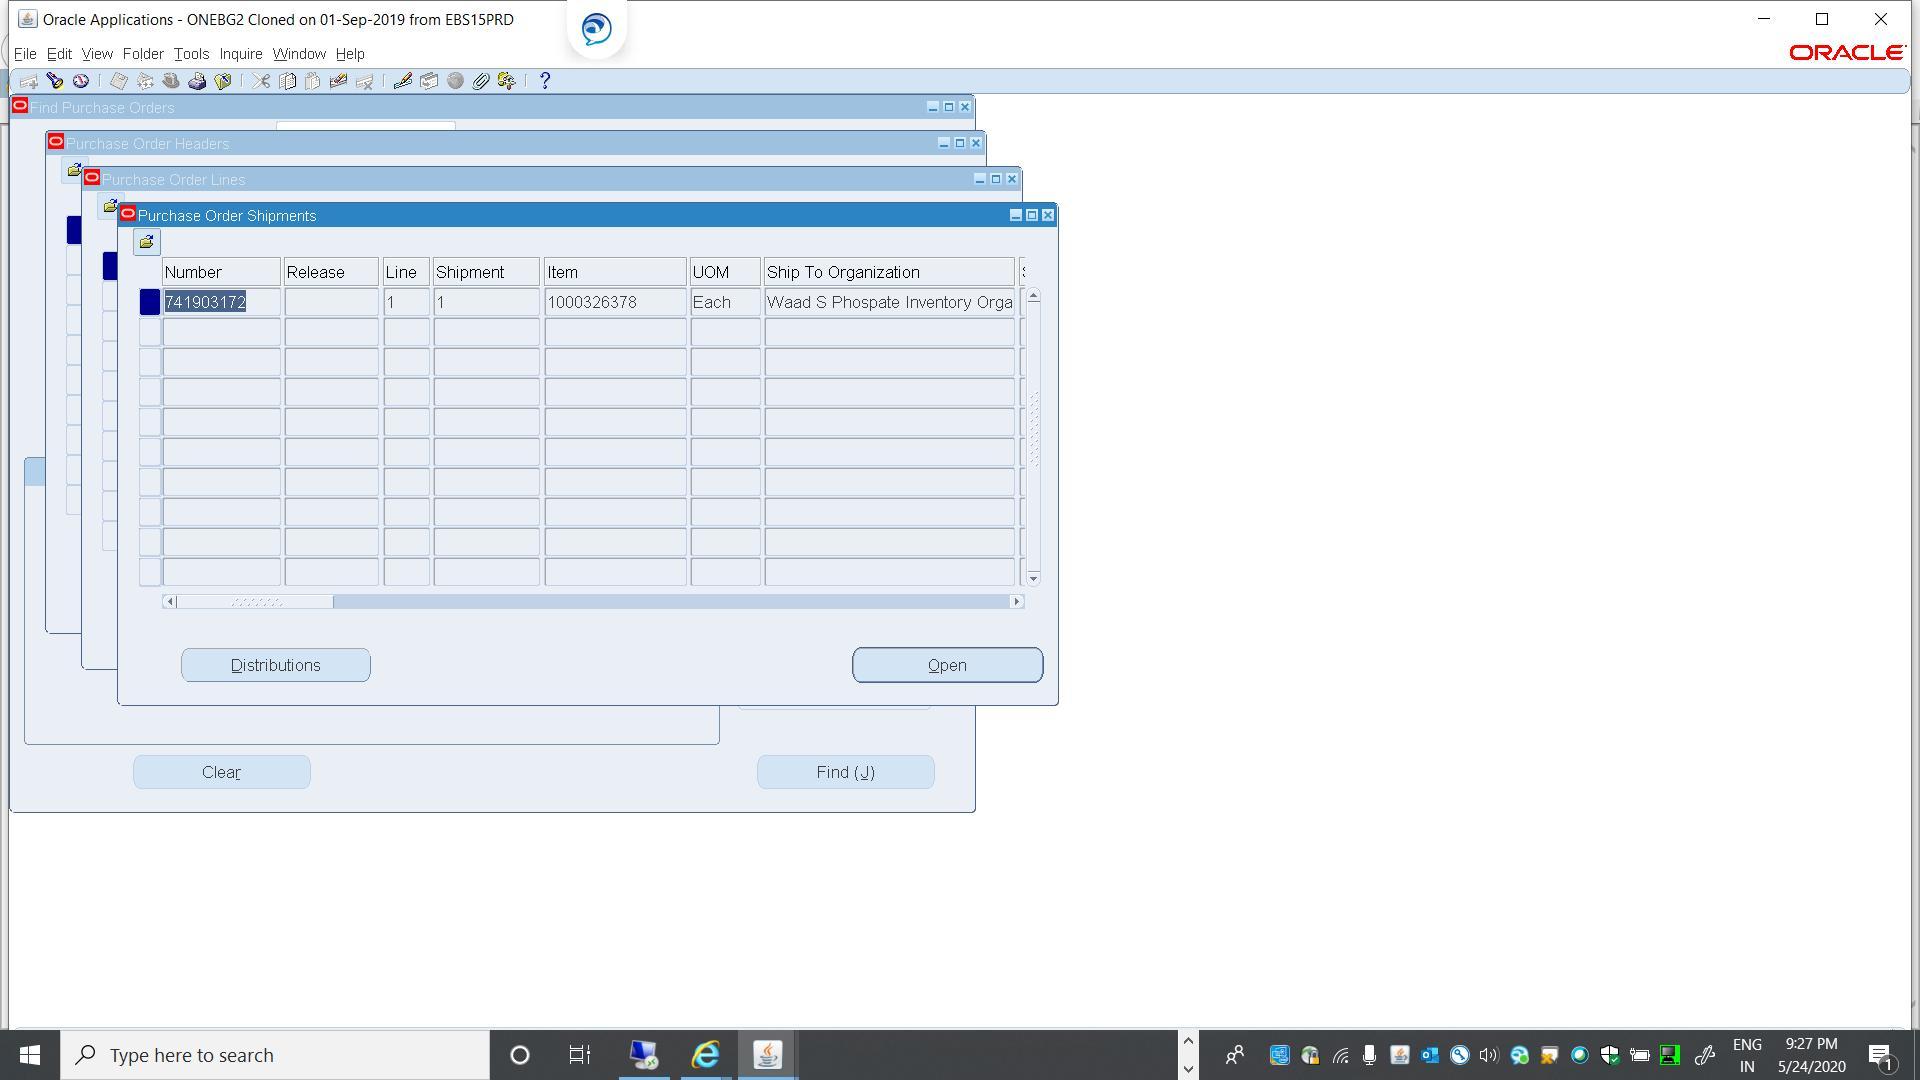 Oracle Applications - ONEBG2 Cloned on 01-Sep-2019 from EBS15PRD
File Edit View Folder Tools Inquire Window Help
ORACLE
Find Purchase Orders
Purchase Order Headers
Purchase Order Lines
Purchase Order Shipments
Number Release Line Shipment Item UOM Ship To Organization
741903172 1 1 1000326378 Each Waad S Phospate Inventory Orga
Distributions Open
Clear Find (J)
Type here to search
ENG 9:27 PM
IN 5/24/2020 1